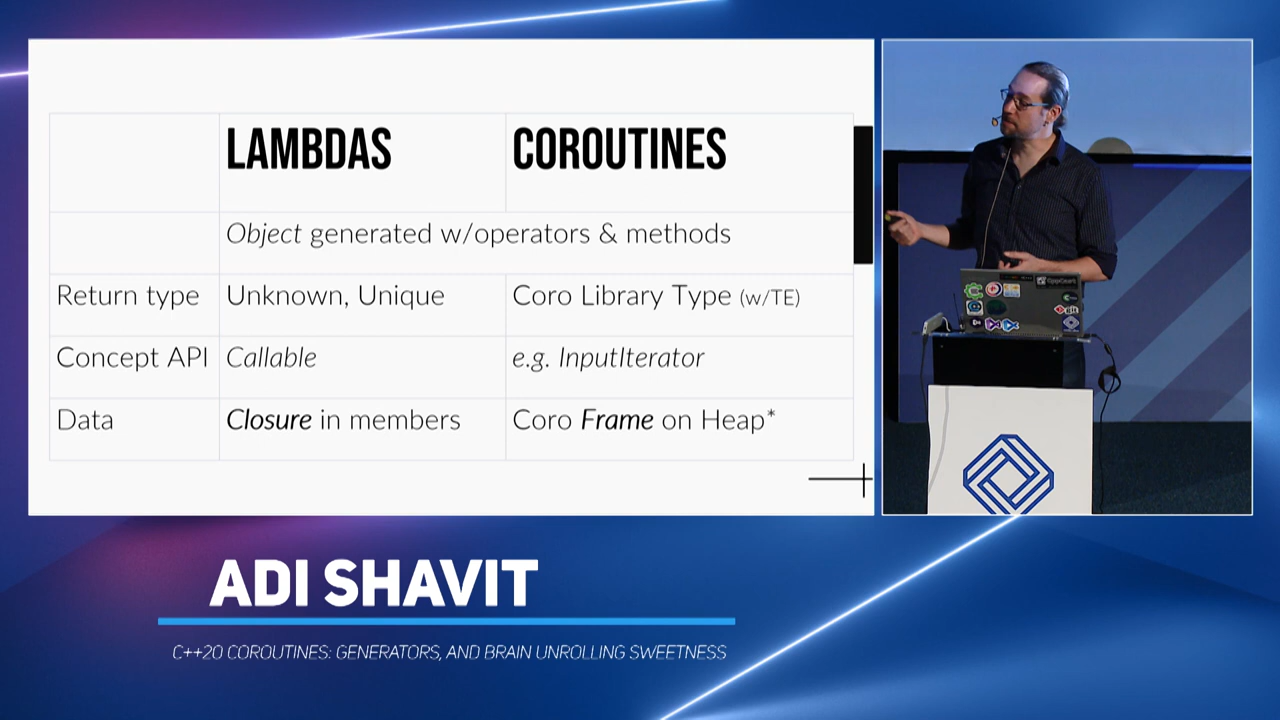 LAMBDAS COROUTINES
Object generated w/operators & methods
Return type Unknown, Unique Coro Library Type (w/TE)
Concept API Callable e.g. InputIterator
Data Closure in members Coro Frame on Heap*
ADI SHAVIT
C++20 COROUTINES: GENERATORS, AND BRAIN UNROLLING SWEETNESS